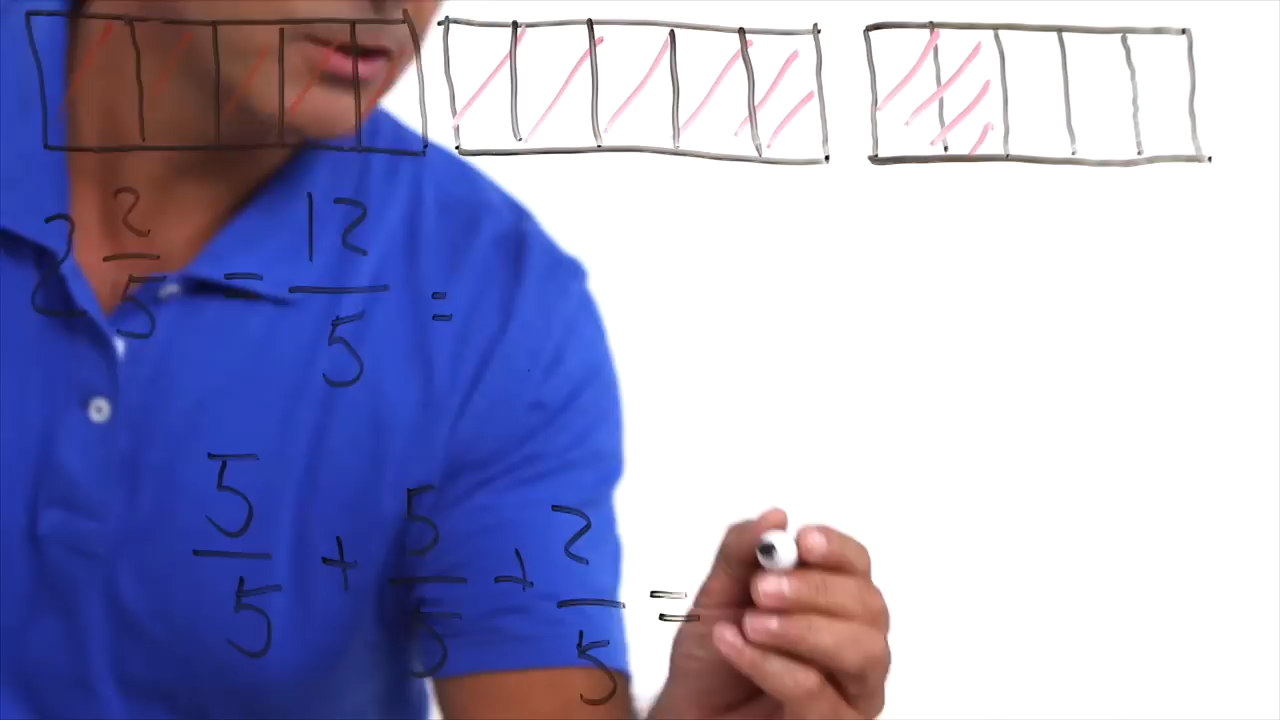 2 2/5 = 12/5 =
5/5 + 5/5 + 2/5 =